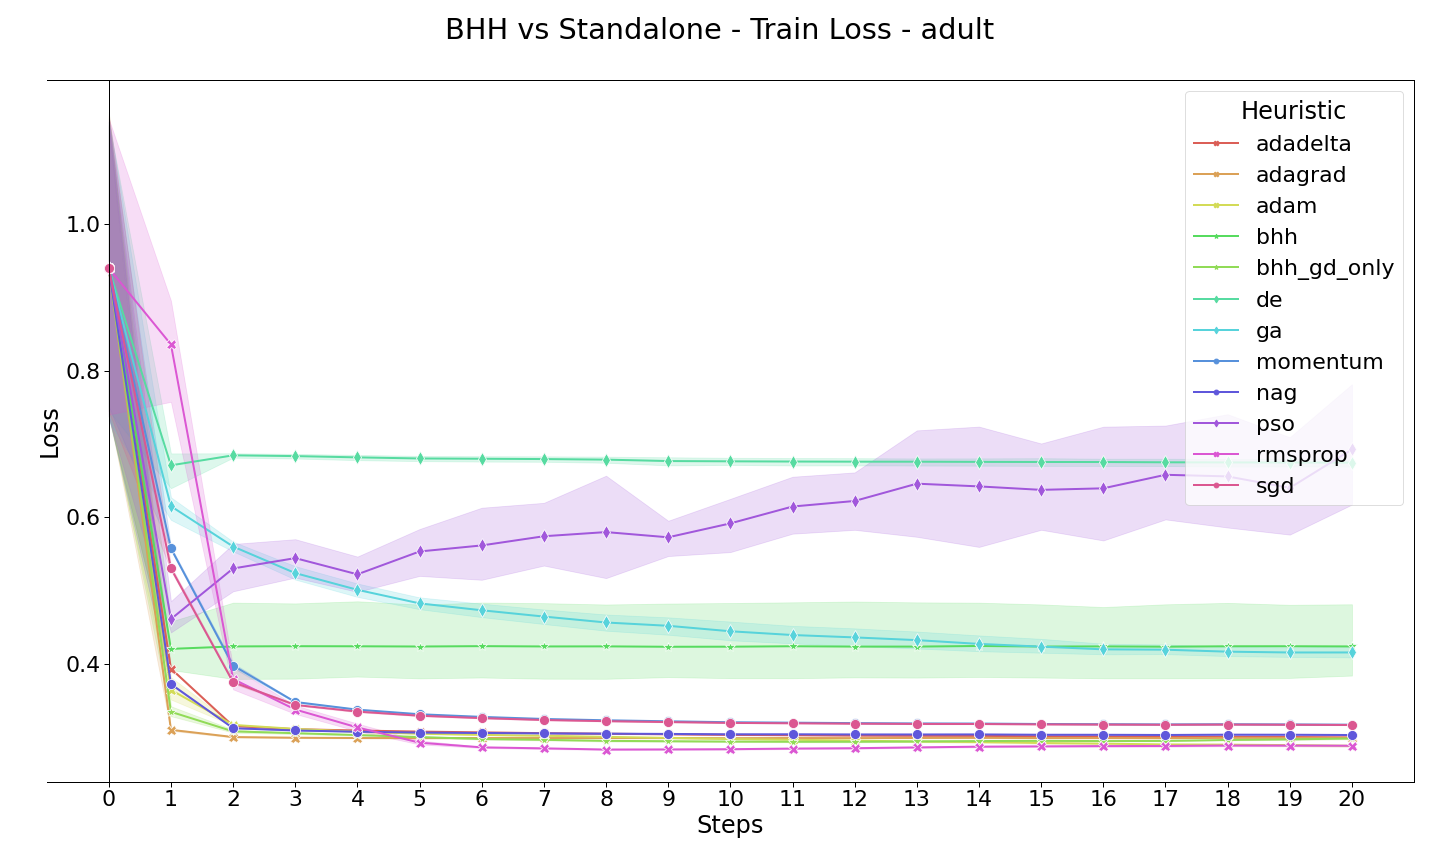 BHH vs Standalone - Train Loss - adult
Heuristic
adadelta
adagrad
adam
bhh
bhh_gd_only
de
ga
momentum
nag
pso
rmsprop
sgd
1.0
0.8
0.6
0.4
Loss
0 1 2 3 4 5 6 7 8 9 10 11 12 13 14 15 16 17 18 19 20
Steps